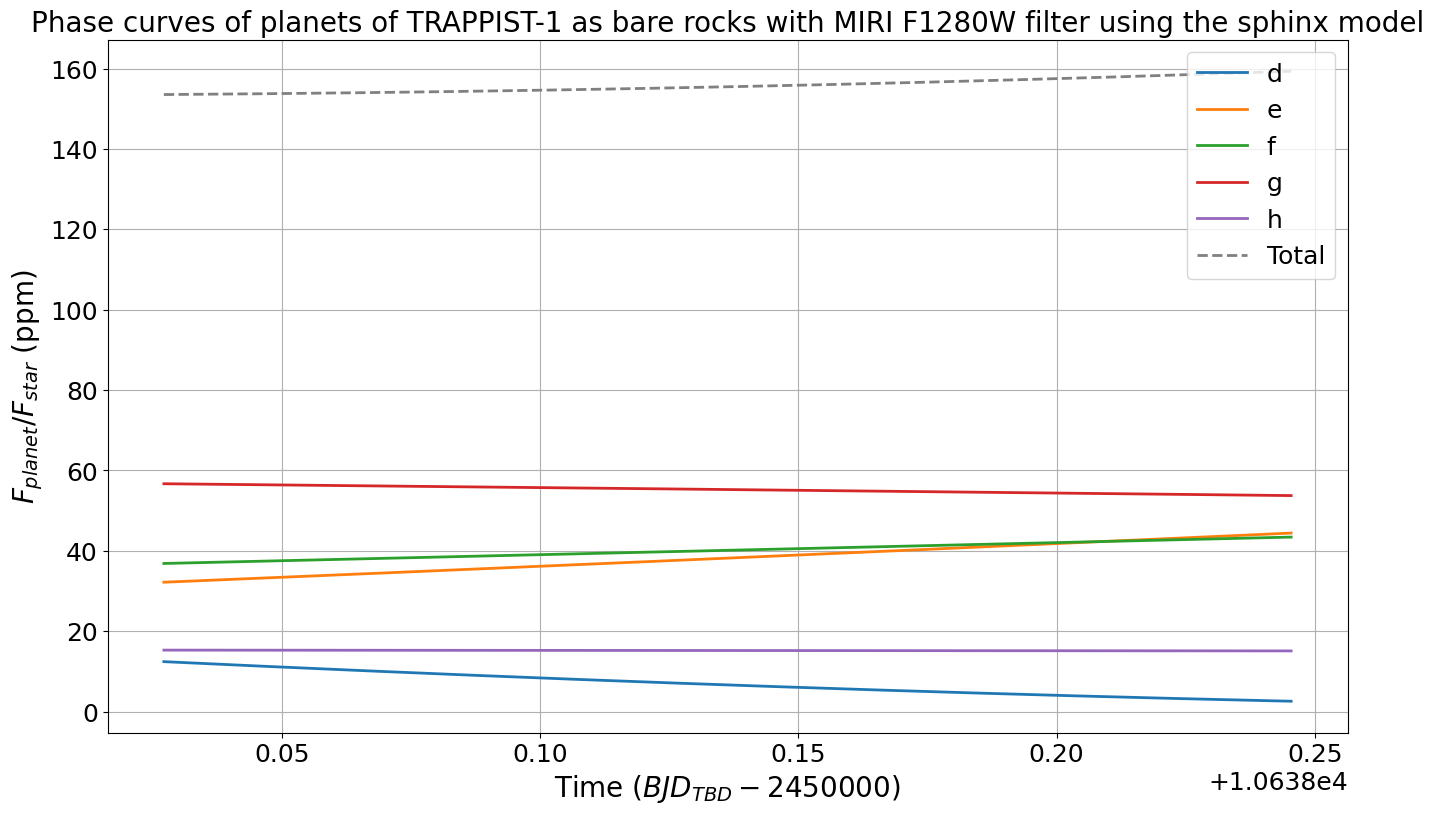 Phase curves of planets of TRAPPIST-1 as bare rocks with MIRI F1280W filter using the sphinx model
160
140
120
100
80
60
40
20
0
F_planet/F_star (ppm)
d
e
f
g
h
Total
0.05
0.10
0.15
0.20
0.25
+1.0638e4
Time (BJD_TBD − 2450000)